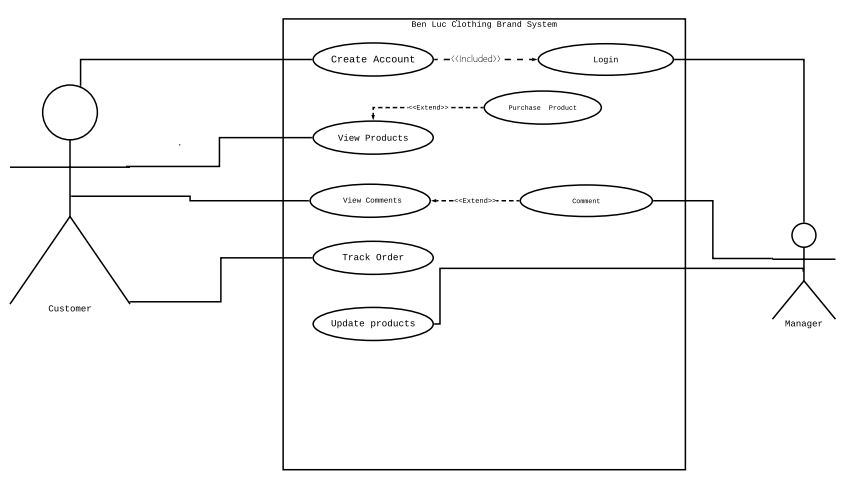 Ben Luc Clothing Brand System
Create Account
<<Included>>
Login
<<Extend>>
Purchase Product
View Products
View Comments
<<Extend>>
Comment
Track Order
Customer
Update products
Manager